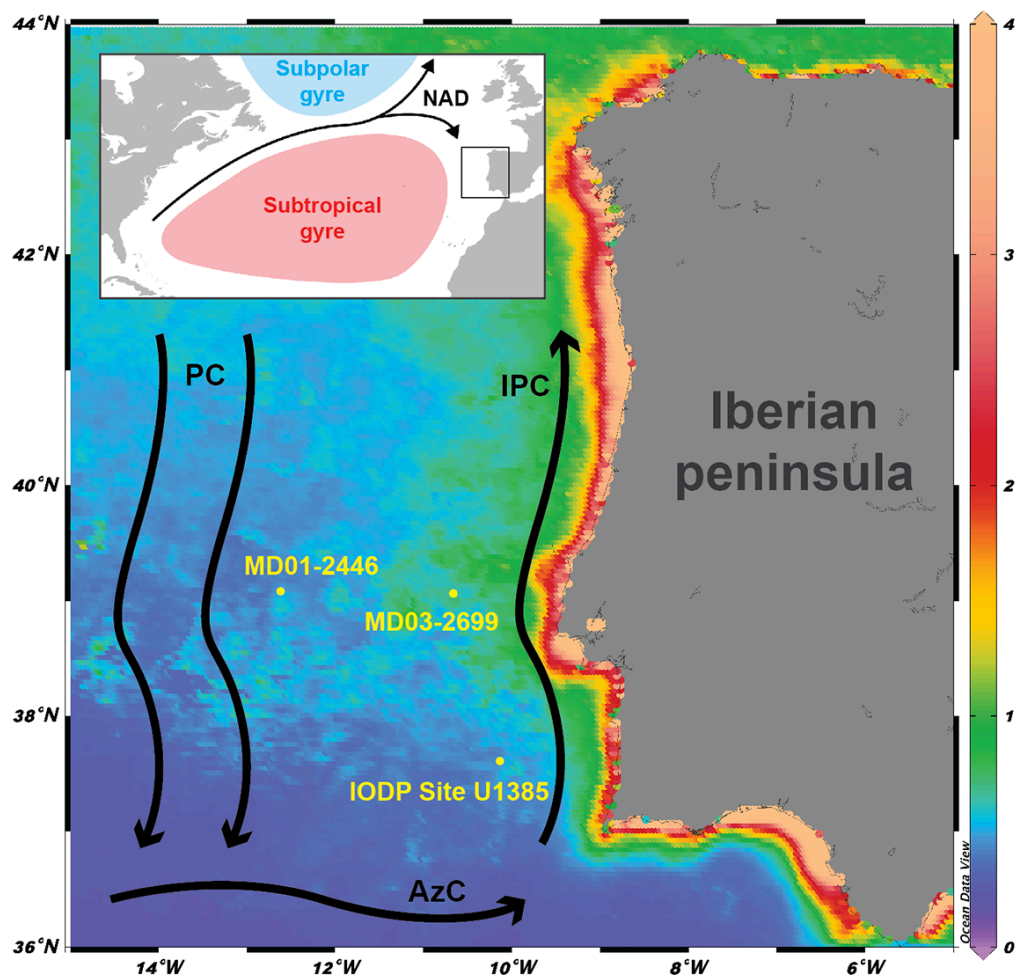 44°N
42°N
40°N
38°N
36°N
Subpolar
gyre
NAD
Subtropical
gyre
PC
IPC
Iberian
peninsula
MD01-2446
MD03-2699
IODP Site U1385
AzC
Ocean Data View
14°W
12°W
10°W
8°W
6°W
4
3
2
1
0